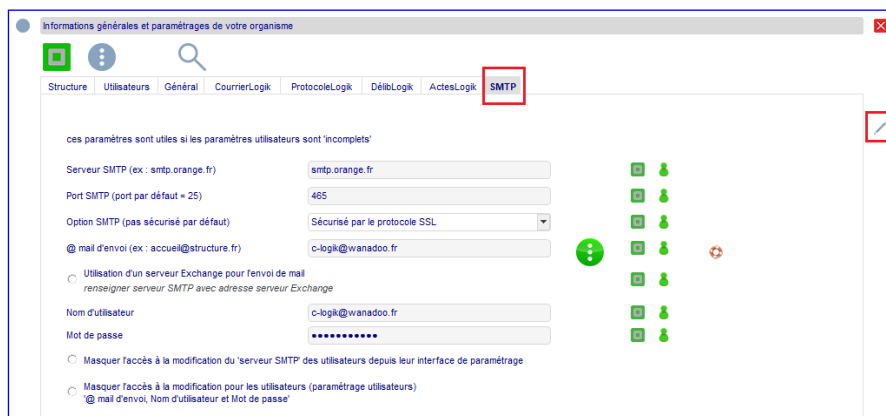 Informations générales et paramétrages de votre organisme
Structure Utilisateurs Général CourrierLogik ProtocoleLogik DélibLogik ActesLogik SMTP
ces paramètres sont utiles si les paramètres utilisateurs sont 'incomplets'
Serveur SMTP (ex : smtp.orange.fr) smtp.orange.fr
Port SMTP (port par défaut = 25) 465
Option SMTP (pas sécurisé par défaut) Sécurisé par le protocole SSL
@ mail d'envoi (ex : accueil@structure.fr) c-logik@wanadoo.fr
Utilisation d'un serveur Exchange pour l'envoi de mail
renseigner serveur SMTP avec adresse serveur Exchange
Nom d'utilisateur c-logik@wanadoo.fr
Mot de passe •••••••••••
Masquer l'accès à la modification du 'serveur SMTP' des utilisateurs depuis leur interface de paramétrage
Masquer l'accès à la modification pour les utilisateurs (paramétrage utilisateurs)
'@ mail d'envoi, Nom d'utilisateur et Mot de passe'